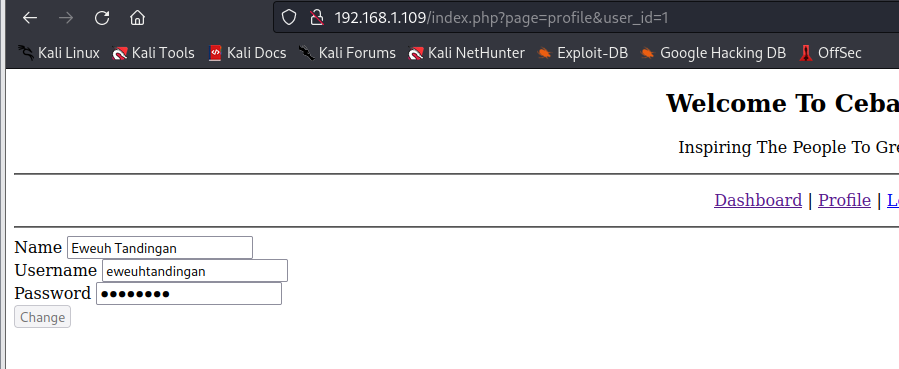 192.168.1.109/index.php?page=profile&user_id=1
Kali Linux Kali Tools Kali Docs Kali Forums Kali NetHunter Exploit-DB Google Hacking DB OffSec
Welcome To Ceba
Inspiring The People To Gre
Dashboard | Profile | L
Name Eweuh Tandingan
Username eweuhtandingan
Password ●●●●●●●●
Change